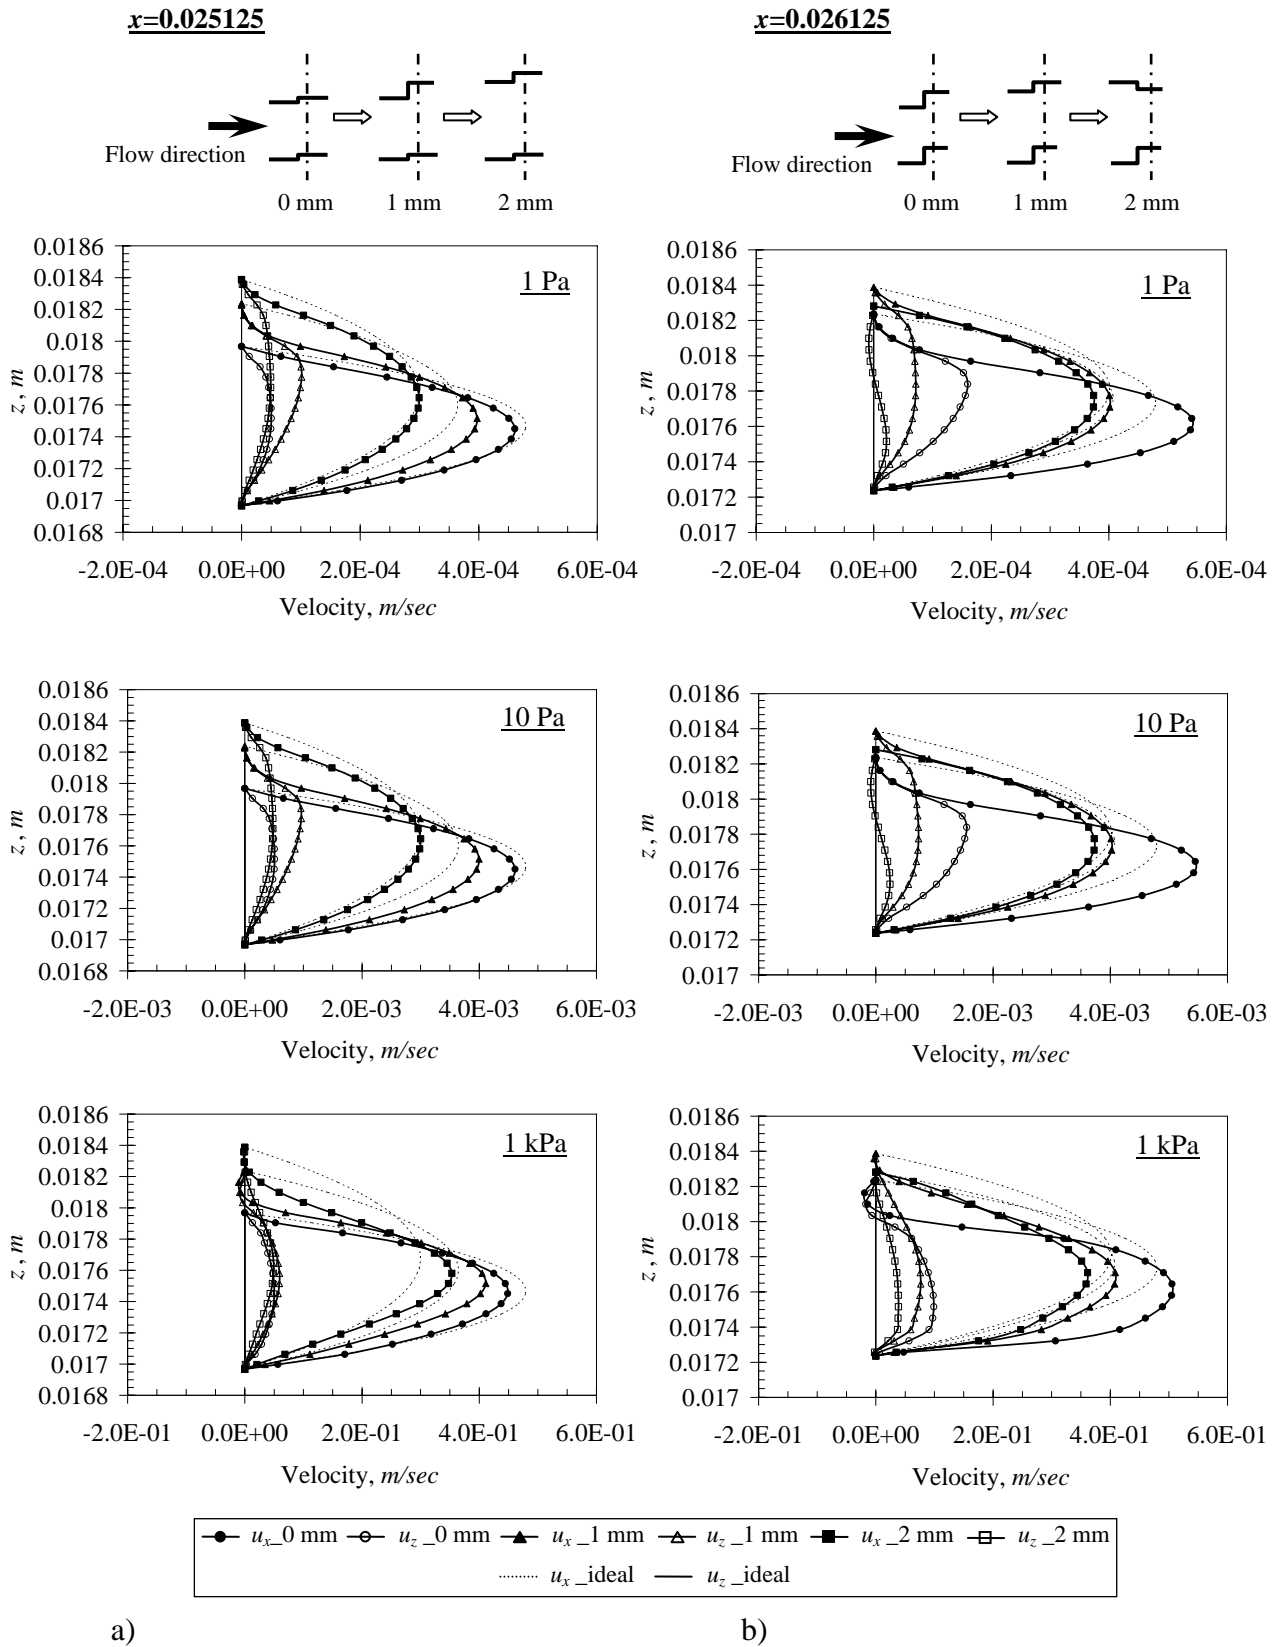 x=0.025125
Flow direction
0 mm 1 mm 2 mm
x=0.026125
Flow direction
0 mm 1 mm 2 mm
1 Pa
z, m
0.0186
0.0184
0.0182
0.018
0.0178
0.0176
0.0174
0.0172
0.017
0.0168
-2.0E-04 0.0E+00 2.0E-04 4.0E-04 6.0E-04
Velocity, m/sec
1 Pa
z, m
0.0186
0.0184
0.0182
0.018
0.0178
0.0176
0.0174
0.0172
0.017
-2.0E-04 0.0E+00 2.0E-04 4.0E-04 6.0E-04
Velocity, m/sec
10 Pa
z, m
0.0186
0.0184
0.0182
0.018
0.0178
0.0176
0.0174
0.0172
0.017
0.0168
-2.0E-03 0.0E+00 2.0E-03 4.0E-03 6.0E-03
Velocity, m/sec
10 Pa
z, m
0.0186
0.0184
0.0182
0.018
0.0178
0.0176
0.0174
0.0172
0.017
-2.0E-03 0.0E+00 2.0E-03 4.0E-03 6.0E-03
Velocity, m/sec
1 kPa
z, m
0.0186
0.0184
0.0182
0.018
0.0178
0.0176
0.0174
0.0172
0.017
0.0168
-2.0E-01 0.0E+00 2.0E-01 4.0E-01 6.0E-01
Velocity, m/sec
1 kPa
z, m
0.0186
0.0184
0.0182
0.018
0.0178
0.0176
0.0174
0.0172
0.017
-2.0E-01 0.0E+00 2.0E-01 4.0E-01 6.0E-01
Velocity, m/sec
ux_0 mm uz_0 mm ux_1 mm uz_1 mm ux_2 mm uz_2 mm
ux_ideal uz_ideal
a) b)